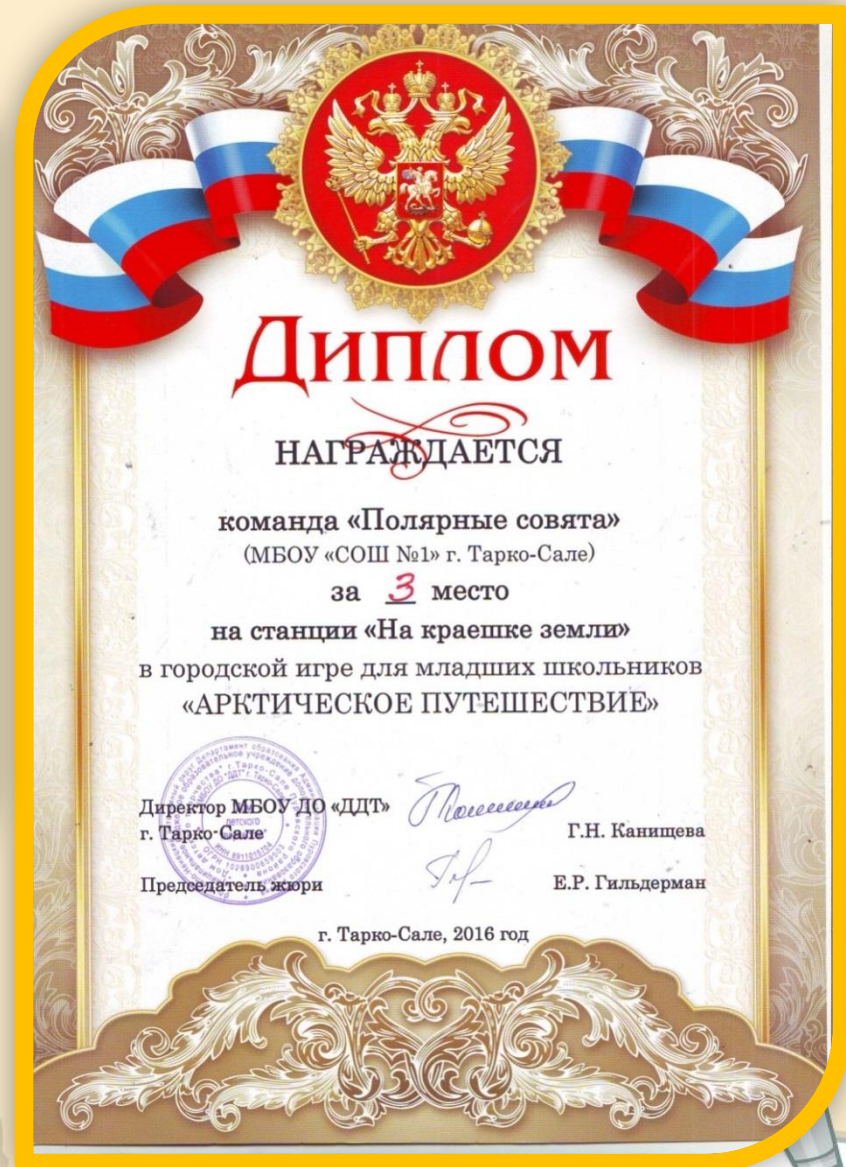 Диплом
НАГРАЖДАЕТСЯ
команда «Полярные совята»
(МБОУ «СОШ №1» г. Тарко-Сале)
за 3 место
на станции «На краешке земли»
в городской игре для младших школьников
«АРКТИЧЕСКОЕ ПУТЕШЕСТВИЕ»
Директор МБОУ ДО «ДДТ»
г. Тарко-Сале
Г.Н. Канищева
Председатель жюри
Е.Р. Гильдерман
г. Тарко-Сале, 2016 год